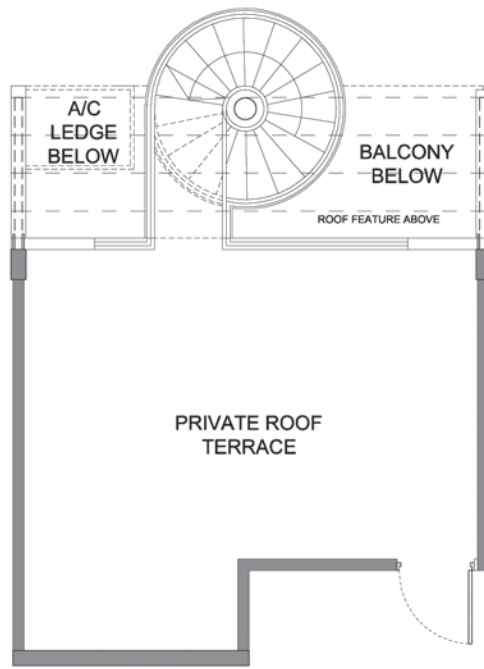 A/C
LEDGE
BELOW
BALCONY
BELOW
ROOF FEATURE ABOVE
PRIVATE ROOF
TERRACE